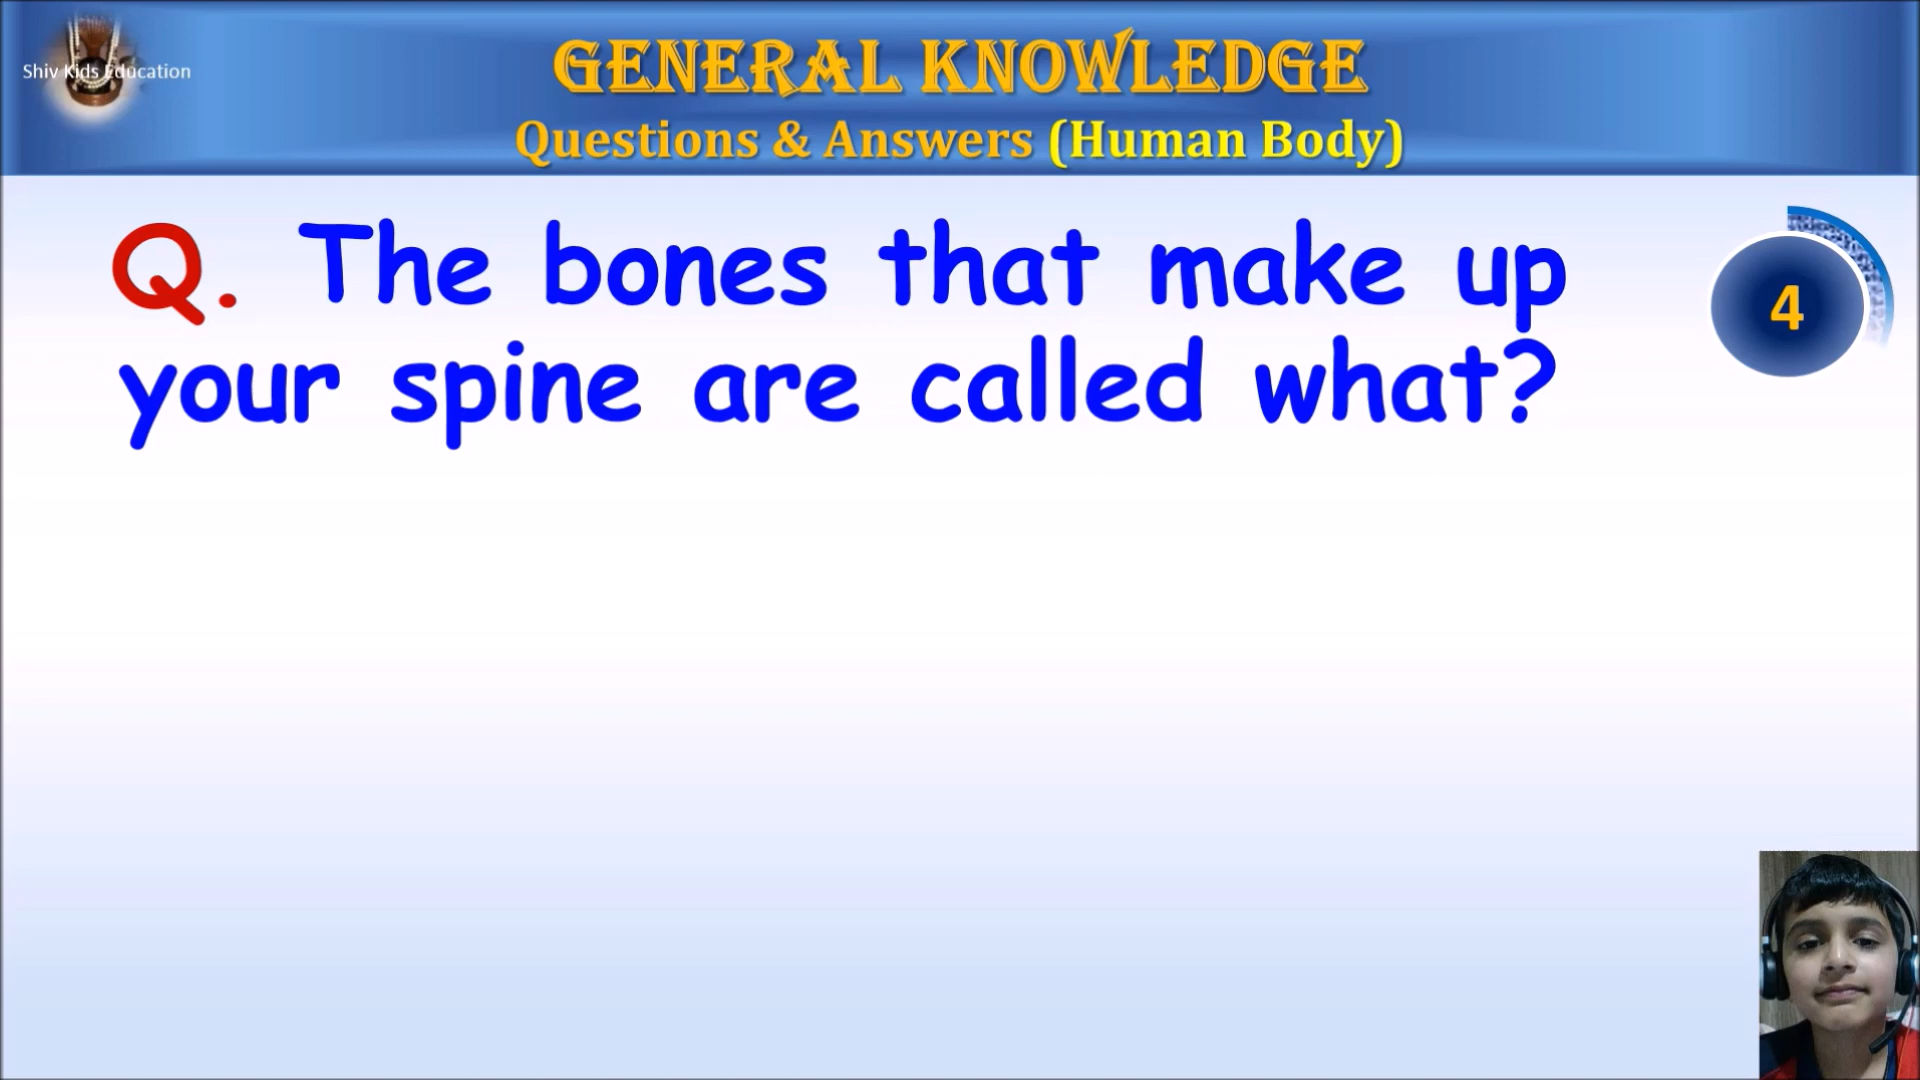 Shiv Kids Education
GENERAL KNOWLEDGE
Questions & Answers (Human Body)
Q. The bones that make up
your spine are called what?
4